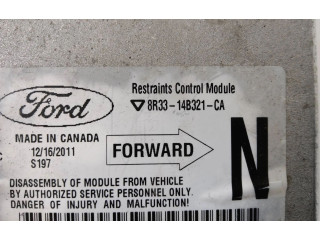 Ford
Restraints Control Module
8R33-14B321-CA
MADE IN CANADA
12/16/2011
S197
FORWARD
N
DISASSEMBLY OF MODULE FROM VEHICLE
BY AUTHORIZED SERVICE PERSONNEL ONLY.
DANGER OF INJURY AND MALFUNCTION!